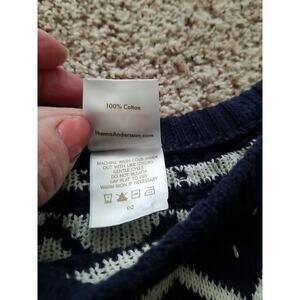 100% Cotton
HannaAndersson.com
MACHINE WASH COLD INSIDE
OUT WITH LIKE COLORS
GENTLE CYCLE
DO NOT BLEACH
LAY FLAT TO DRY
WARM IRON IF NECESSARY